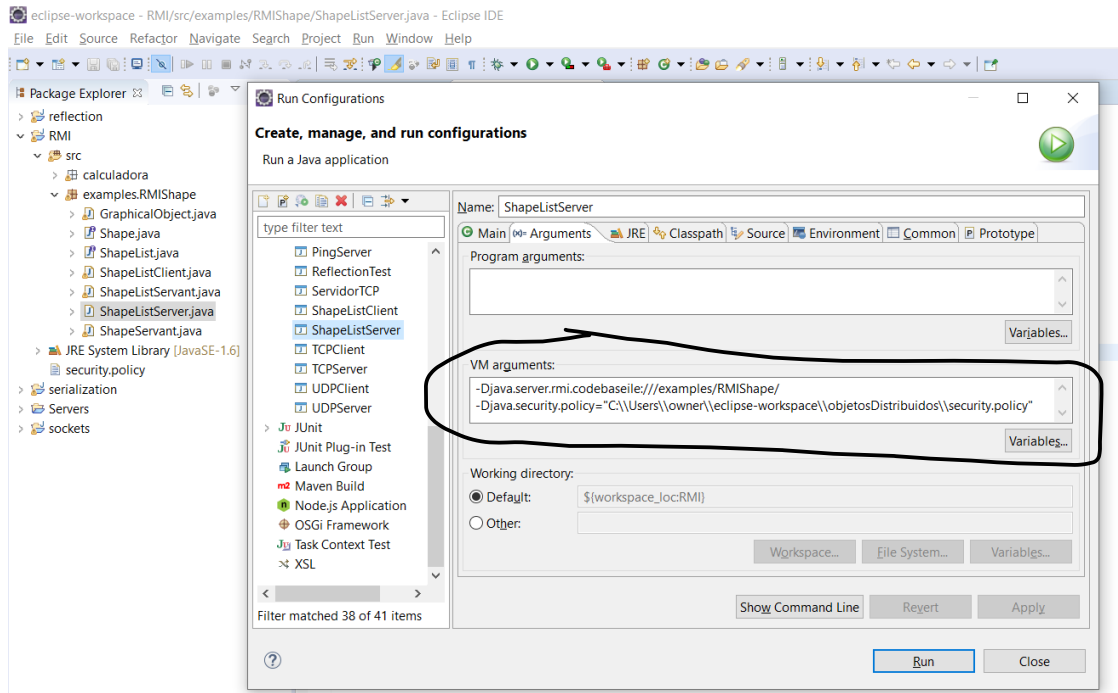 eclipse-workspace - RMI/src/examples/RMIShape/ShapeListServer.java - Eclipse IDE
File Edit Source Refactor Navigate Search Project Run Window Help
Package Explorer
reflection
RMI
src
calculadora
examples.RMIShape
GraphicalObject.java
Shape.java
ShapeList.java
ShapeListClient.java
ShapeListServant.java
ShapeListServer.java
ShapeServant.java
JRE System Library [JavaSE-1.6]
security.policy
serialization
Servers
sockets
Run Configurations
Create, manage, and run configurations
Run a Java application
type filter text
PingServer
ReflectionTest
ServidorTCP
ShapeListClient
ShapeListServer
TCPClient
TCPServer
UDPClient
UDPServer
JUnit
JUnit Plug-in Test
Launch Group
Maven Build
Node.js Application
OSGi Framework
Task Context Test
XSL
Filter matched 38 of 41 items
Name: ShapeListServer
Main Arguments JRE Classpath Source Environment Common Prototype
Program arguments:
Variables...
VM arguments:
-Djava.server.rmi.codebaseile:///examples/RMIShape/
-Djava.security.policy="C:\\Users\\owner\\eclipse-workspace\\objetosDistribuidos\\security.policy"
Variables...
Working directory:
Default: ${workspace_loc:RMI}
Other:
Workspace... File System... Variables...
Show Command Line Revert Apply
Run Close